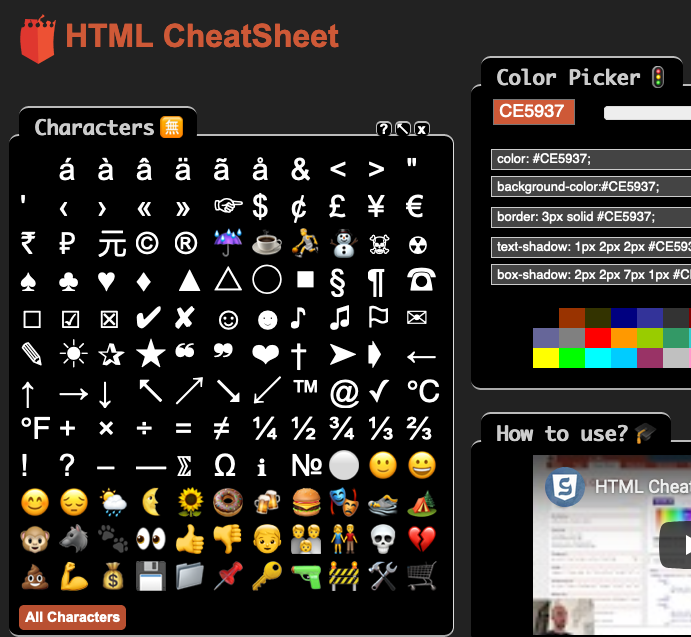 HTML CheatSheet
Characters 🈚
? ↖ x
á à â ä ã å & < > "
' ‹ › « » ☞ $ ¢ £ ¥ €
₹ ₽ 元 © ® ☔ ☕ ⛹ ⛄ ☠ ☢
♠ ♣ ♥ ♦ ▲ △ ◯ ■ § ¶ ☎
☐ ☑ ☒ ✔ ✘ ☺ ☻ ♪ ♫ ⚐ ✉
✎ ☀ ✰ ★ ❝ ❞ ❤ † ➤ ➧ ←
↑ → ↓ ↖ ↗ ↘ ↙ ™ @ ✓ °C
°F + × ÷ = ≠ ¼ ½ ¾ ⅓ ⅔
! ? – — Ω ℹ № ⚪ 🙂 😀
😊 😔 🌦 🌜 🌻 🍩 🍻 🍔 🎭 🏕
🐵 🐺 🐾 👀 👍 👎 👫 💀 💔
💩 💪 💰 💾 📁 📌 🔑 🔫 🚧 🛠 🛒
All Characters
Color Picker 🚦
CE5937
color: #CE5937;
background-color:#CE5937;
border: 3px solid #CE5937;
text-shadow: 1px 2px 2px #CE593
box-shadow: 2px 2px 7px 1px #C
How to use? 🎓
HTML Cheat